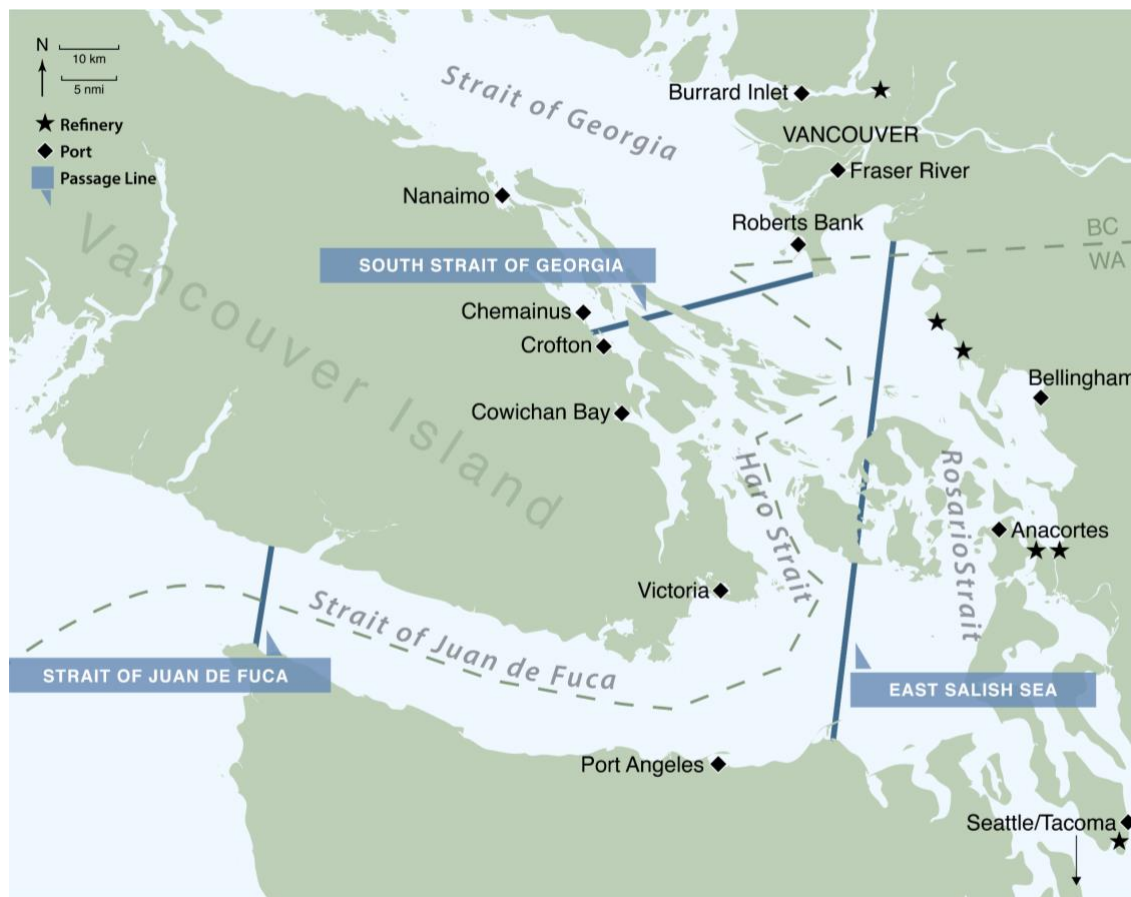 N
10 km
5 nmi
Refinery
Port
Passage Line
Strait of Georgia
Burrard Inlet
VANCOUVER
Fraser River
Nanaimo
Roberts Bank
BC
WA
SOUTH STRAIT OF GEORGIA
Vancouver Island
Chemainus
Crofton
Bellingham
Cowichan Bay
Haro Strait
Rosario Strait
Anacortes
Victoria
Strait of Juan de Fuca
STRAIT OF JUAN DE FUCA
EAST SALISH SEA
Port Angeles
Seattle/Tacoma